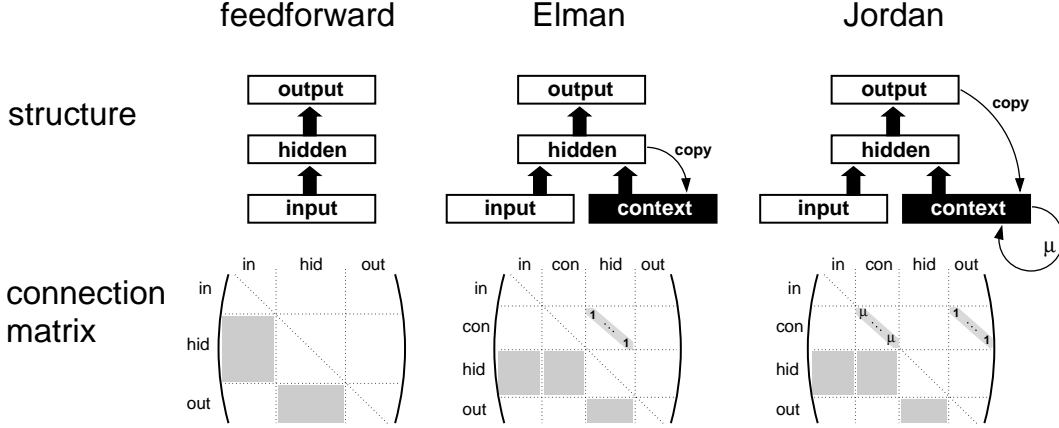 feedforward Elman Jordan
structure
output output output
copy
hidden hidden hidden
copy
input input context input context
μ
connection
matrix
in hid out in con hid out in con hid out
in in in
con 1 ... 1 con μ ... μ 1 ... 1
hid hid hid
out out out